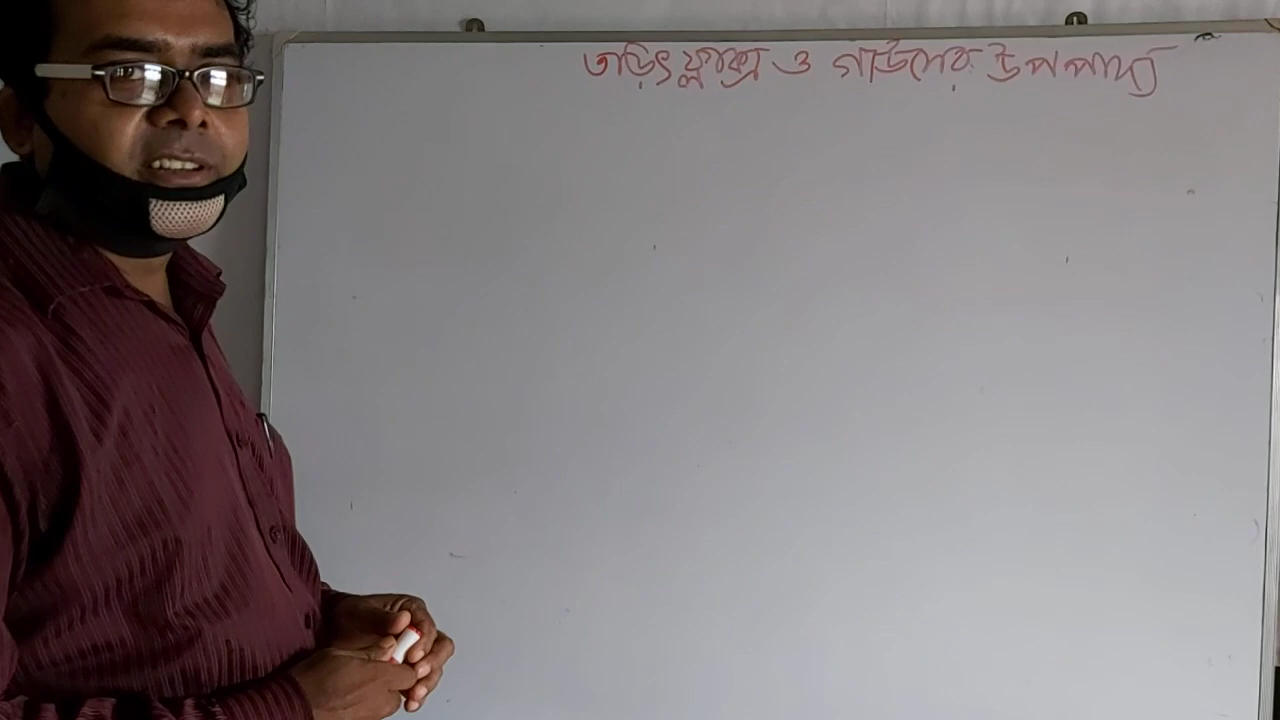 তড়িৎ ফ্লাক্স ও গাউসের উপপাদ্য